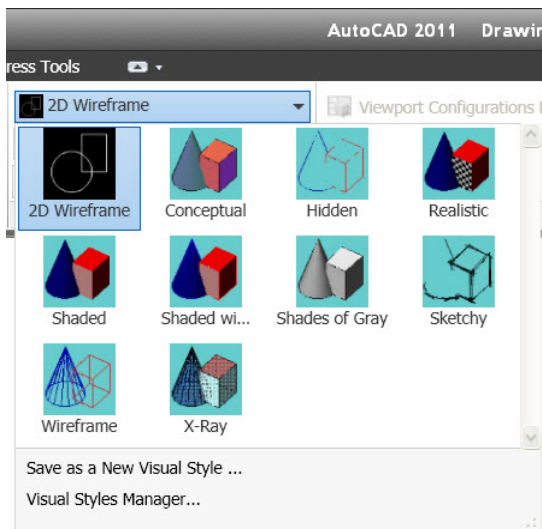 AutoCAD 2011 Drawin
ress Tools
2D Wireframe Viewport Configurations
2D Wireframe Conceptual Hidden Realistic
Shaded Shaded wi... Shades of Gray Sketchy
Wireframe X-Ray
Save as a New Visual Style ...
Visual Styles Manager...